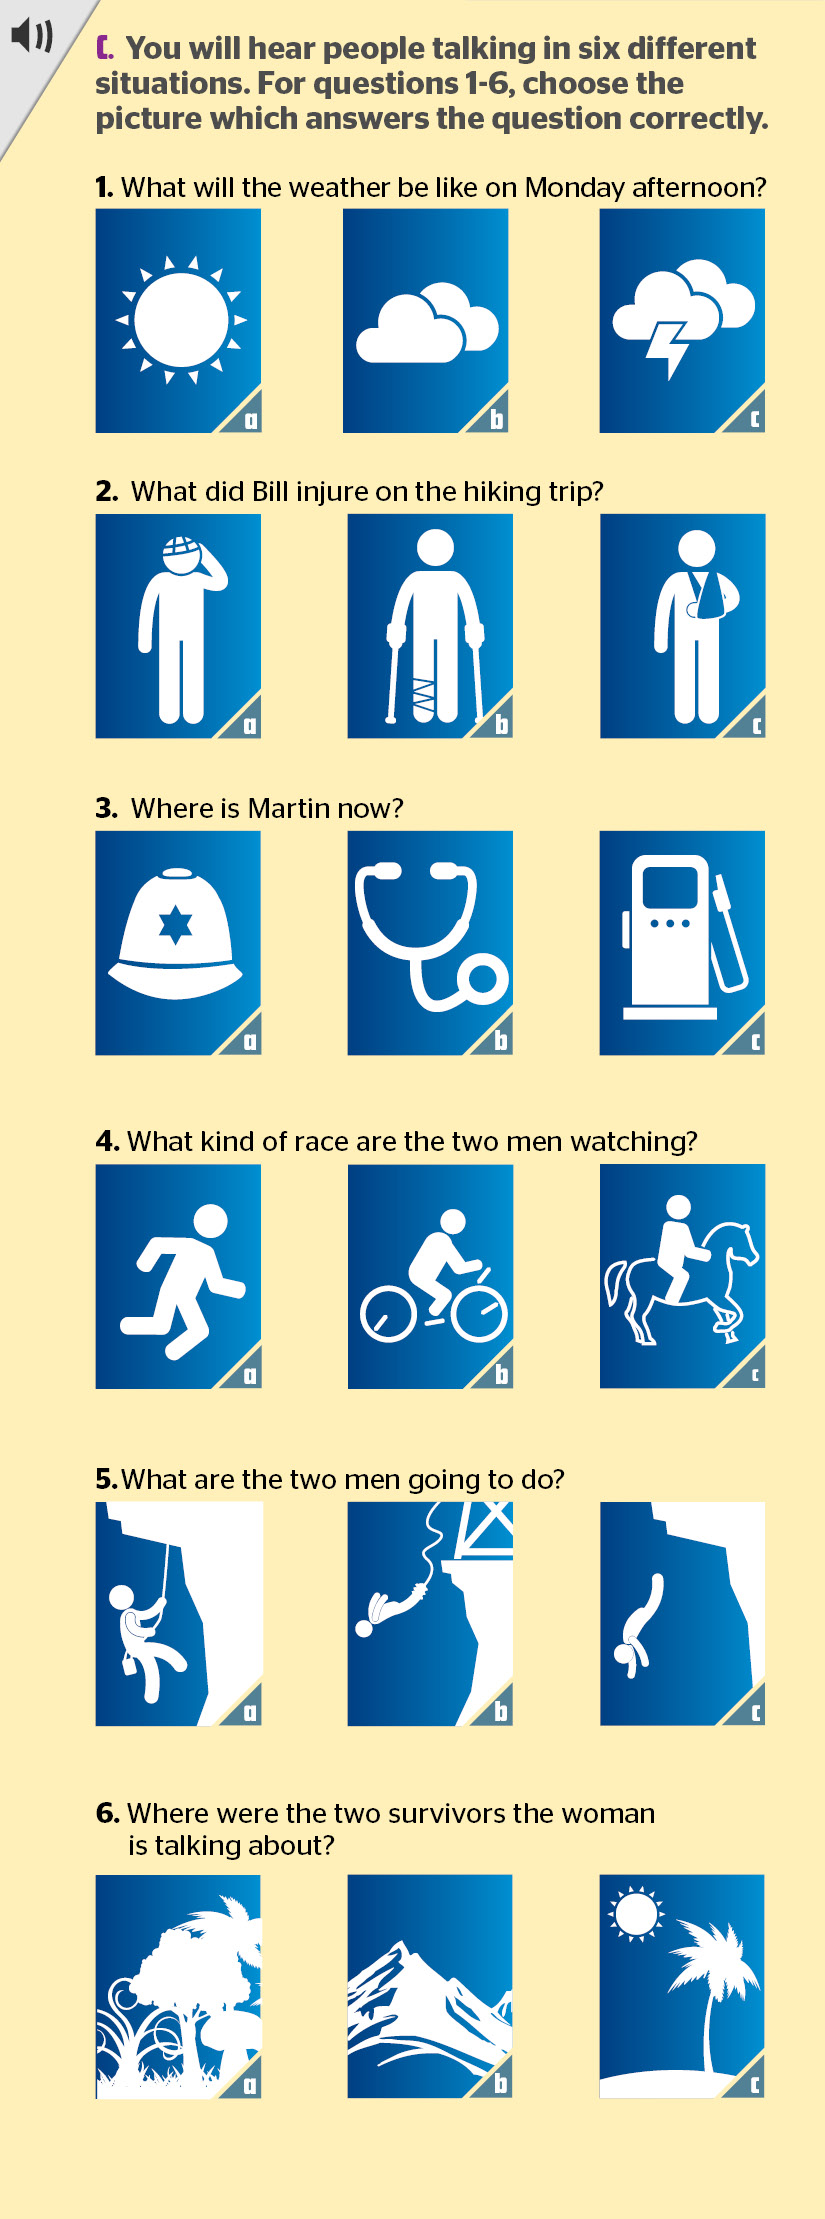 C. You will hear people talking in six different
situations. For questions 1-6, choose the
picture which answers the question correctly.
1. What will the weather be like on Monday afternoon?
a
b
c
2. What did Bill injure on the hiking trip?
a
b
c
3. Where is Martin now?
a
b
c
4. What kind of race are the two men watching?
a
b
c
5. What are the two men going to do?
a
b
c
6. Where were the two survivors the woman
is talking about?
a
b
c